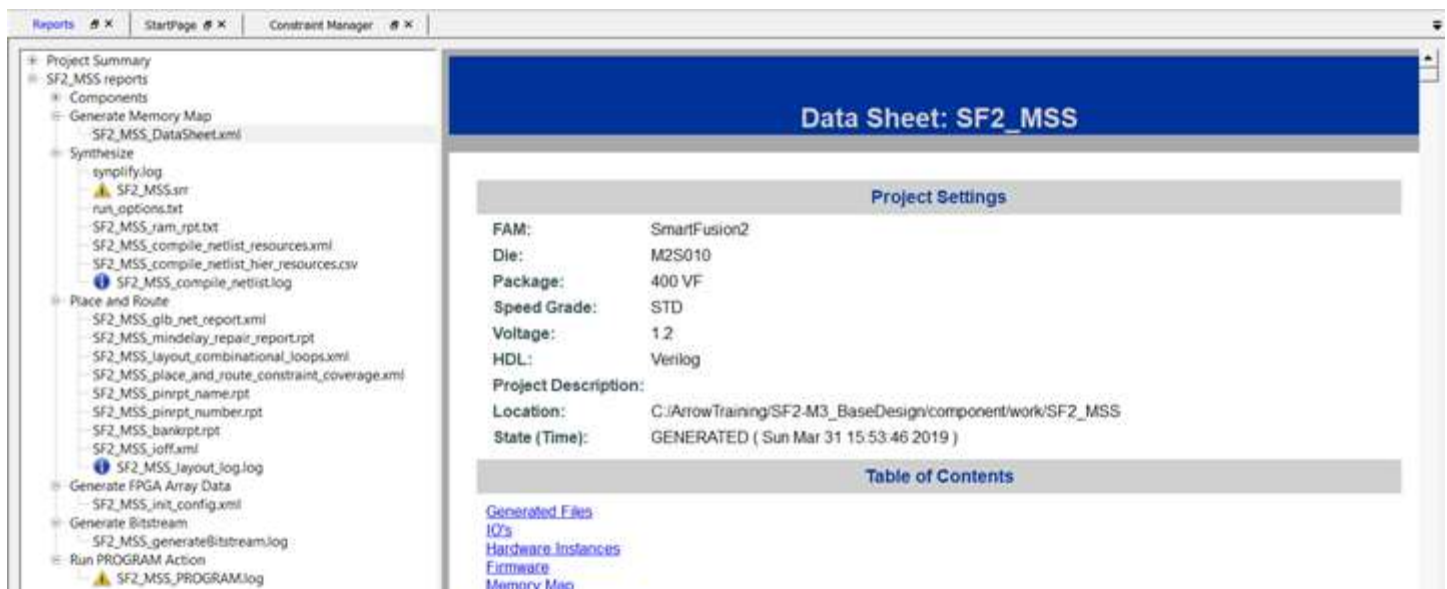 Reports
StartPage
Constraint Manager
Project Summary
SF2_MSS reports
Components
Generate Memory Map
SF2_MSS_DataSheet.xml
Synthesize
synplify.log
SF2_MSS.srr
run_options.txt
SF2_MSS_ram_rpt.txt
SF2_MSS_compile_netlist_resources.xml
SF2_MSS_compile_netlist_hier_resources.csv
SF2_MSS_compile_netlist.log
Place and Route
SF2_MSS_glb_net_report.xml
SF2_MSS_mindelay_repair_report.rpt
SF2_MSS_layout_combinational_loops.xml
SF2_MSS_place_and_route_constraint_coverage.xml
SF2_MSS_pinrpt_name.rpt
SF2_MSS_pinrpt_number.rpt
SF2_MSS_bankrpt.rpt
SF2_MSS_ioff.xml
SF2_MSS_layout_log.log
Generate FPGA Array Data
SF2_MSS_init_config.xml
Generate Bitstream
SF2_MSS_generateBitstream.log
Run PROGRAM Action
SF2_MSS_PROGRAM.log
Data Sheet: SF2_MSS
Project Settings
FAM: SmartFusion2
Die: M2S010
Package: 400 VF
Speed Grade: STD
Voltage: 1.2
HDL: Verilog
Project Description:
Location: C:/ArrowTraining/SF2-M3_BaseDesign/component/work/SF2_MSS
State (Time): GENERATED ( Sun Mar 31 15:53:46 2019 )
Table of Contents
Generated Files
IO's
Hardware Instances
Firmware
Memory Map